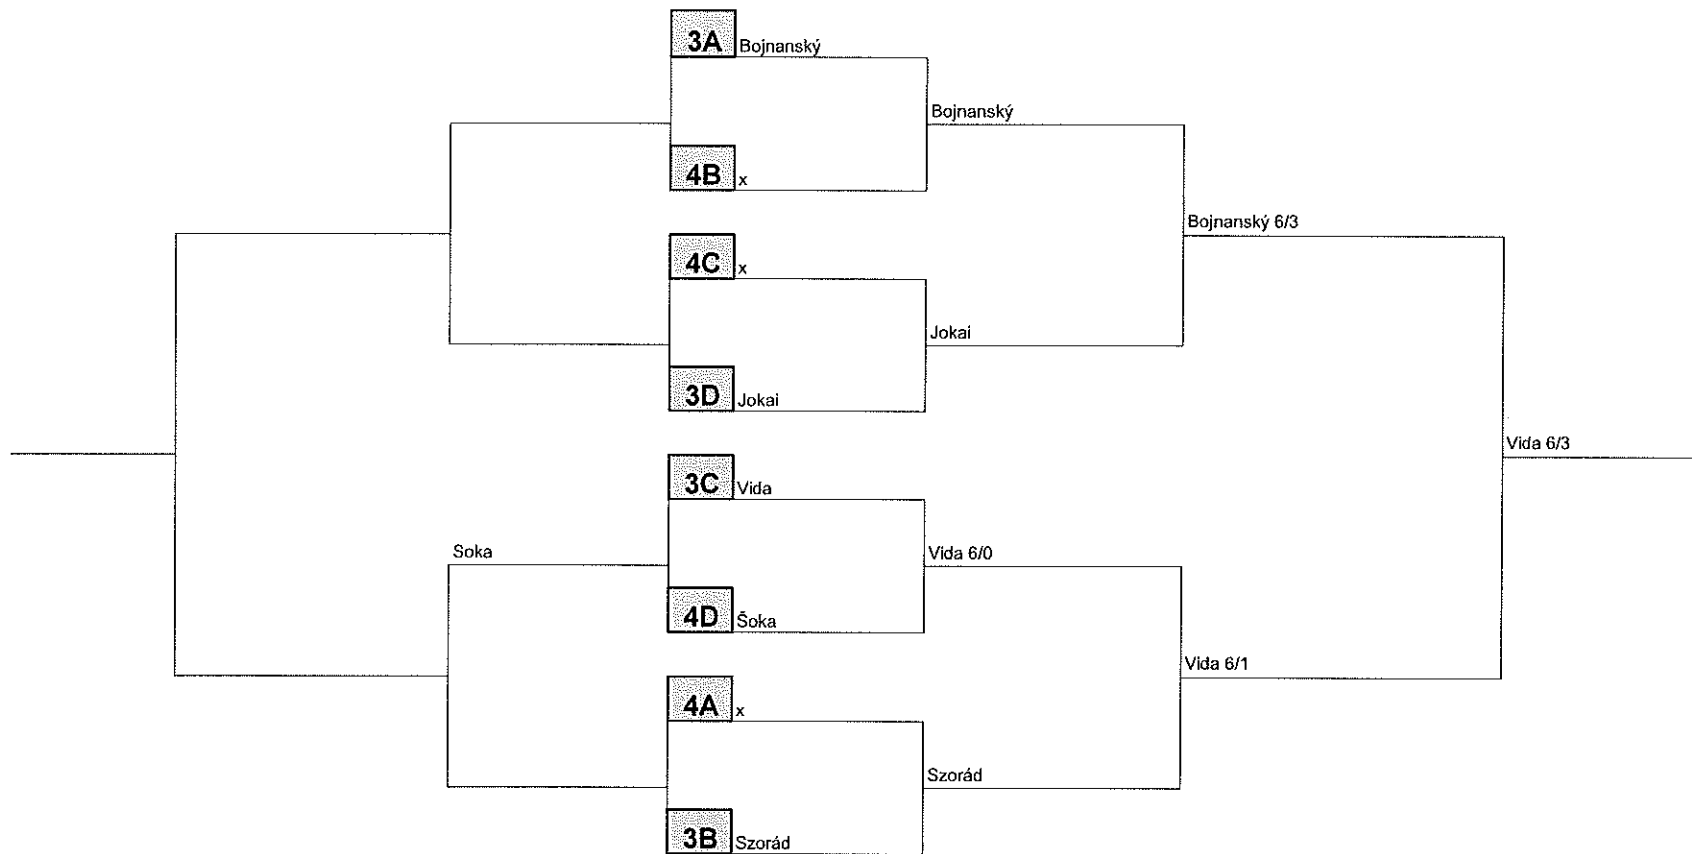 3A Bojnanský
Bojnanský
4B x
Bojnanský 6/3
4C x
Jokai
3D Jokai
Vida 6/3
3C Vida
Soka
Vida 6/0
4D Šoka
Vida 6/1
4A x
Szorád
3B Szorád